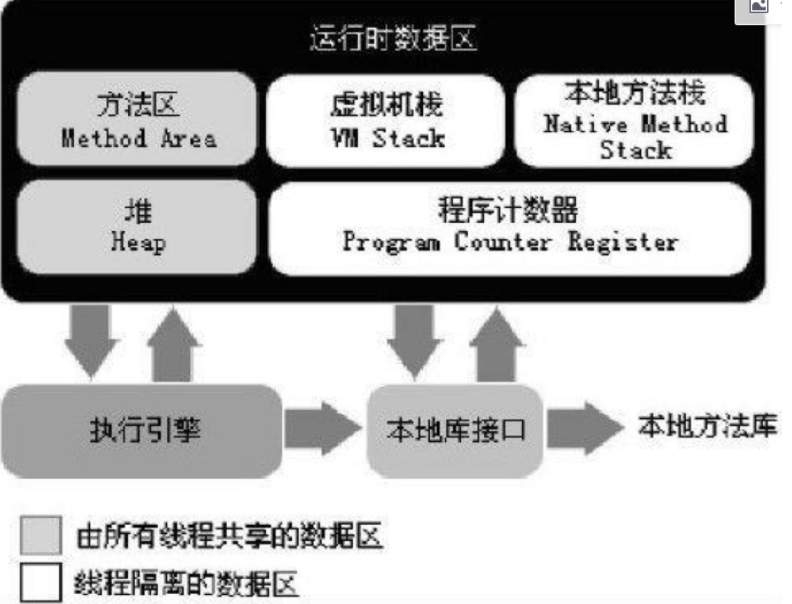 运行时数据区
方法区
Method Area
虚拟机栈
VM Stack
本地方法栈
Native Method
Stack
堆
Heap
程序计数器
Program Counter Register
执行引擎
本地库接口
本地方法库
由所有线程共享的数据区
线程隔离的数据区